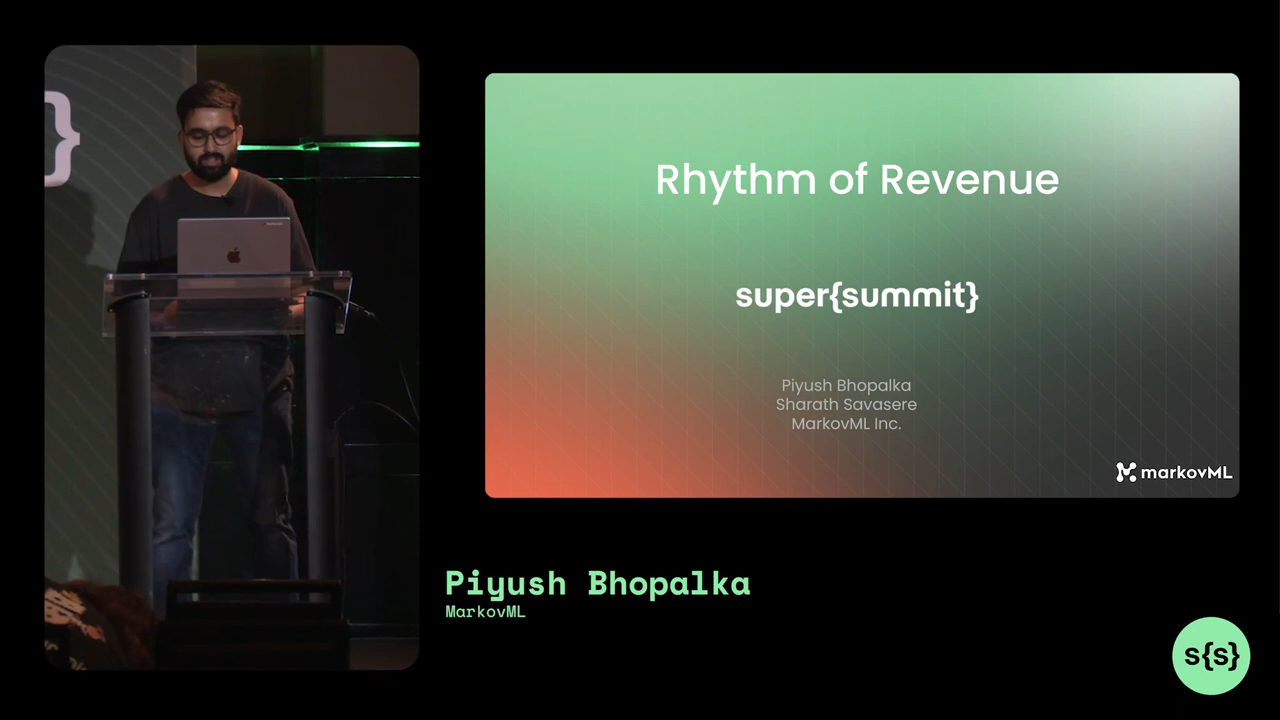 }
Rhythm of Revenue
super{summit}
Piyush Bhopalka
Sharath Savasere
MarkovML Inc.
markovML
Piyush Bhopalka
MarkovML
s{s}